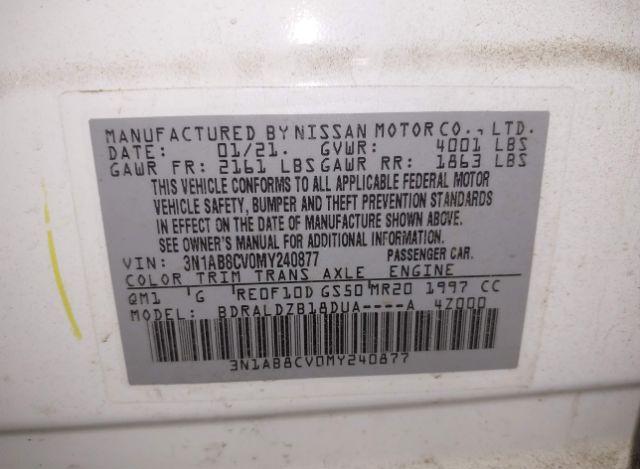 MANUFACTURED BY NISSAN MOTOR CO., LTD.
DATE: 01/21. GVWR: 4001 LBS
GAWR FR: 2161 LBS GAWR RR: 1863 LBS
THIS VEHICLE CONFORMS TO ALL APPLICABLE FEDERAL MOTOR
VEHICLE SAFETY, BUMPER AND THEFT PREVENTION STANDARDS
IN EFFECT ON THE DATE OF MANUFACTURE SHOWN ABOVE.
SEE OWNER'S MANUAL FOR ADDITIONAL INFORMATION.
VIN: 3N1AB8CV0MY240877 PASSENGER CAR.
COLOR TRIM TRANS AXLE ENGINE
QM1 G RE0F10D GS50 MR20 1997 CC
MODEL: BDRALDZB18DUA----A 4Z000
3N1AB8CV0MY240877